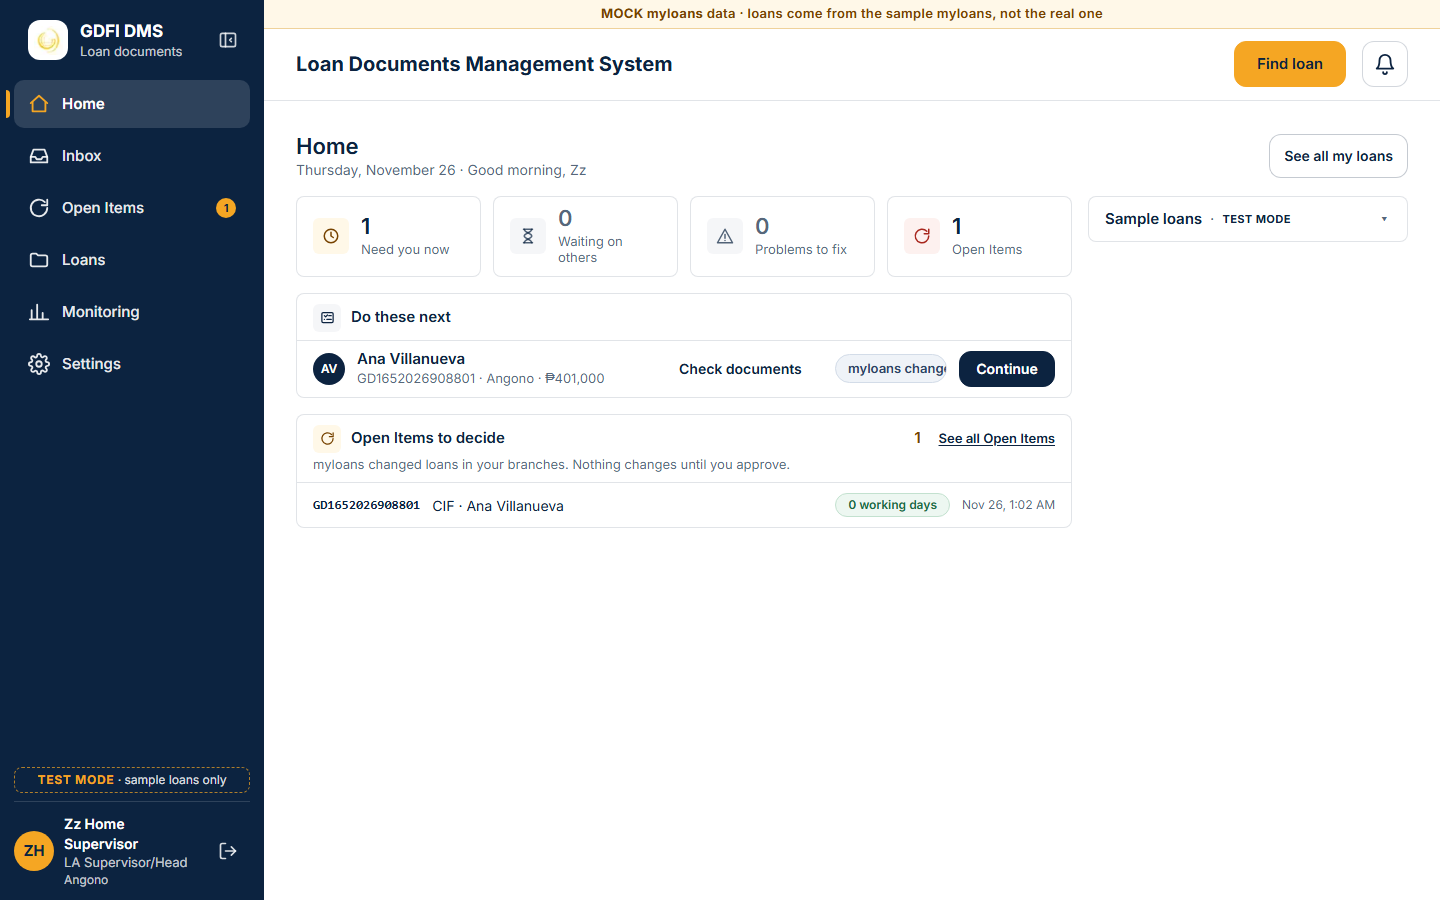 MOCK myloans data · loans come from the sample myloans, not the real one
GDFI DMS
Loan documents
Home
Inbox
Open Items 1
Loans
Monitoring
Settings
TEST MODE · sample loans only
ZH
Zz Home
Supervisor
LA Supervisor/Head
Angono
Loan Documents Management System
Find loan
Home
Thursday, November 26 · Good morning, Zz
See all my loans
1
Need you now
0
Waiting on
others
0
Problems to fix
1
Open Items
Sample loans · TEST MODE
Do these next
AV
Ana Villanueva
GD1652026908801 · Angono · ₱401,000
Check documents
myloans change
Continue
Open Items to decide
1 See all Open Items
myloans changed loans in your branches. Nothing changes until you approve.
GD1652026908801 CIF · Ana Villanueva 0 working days Nov 26, 1:02 AM